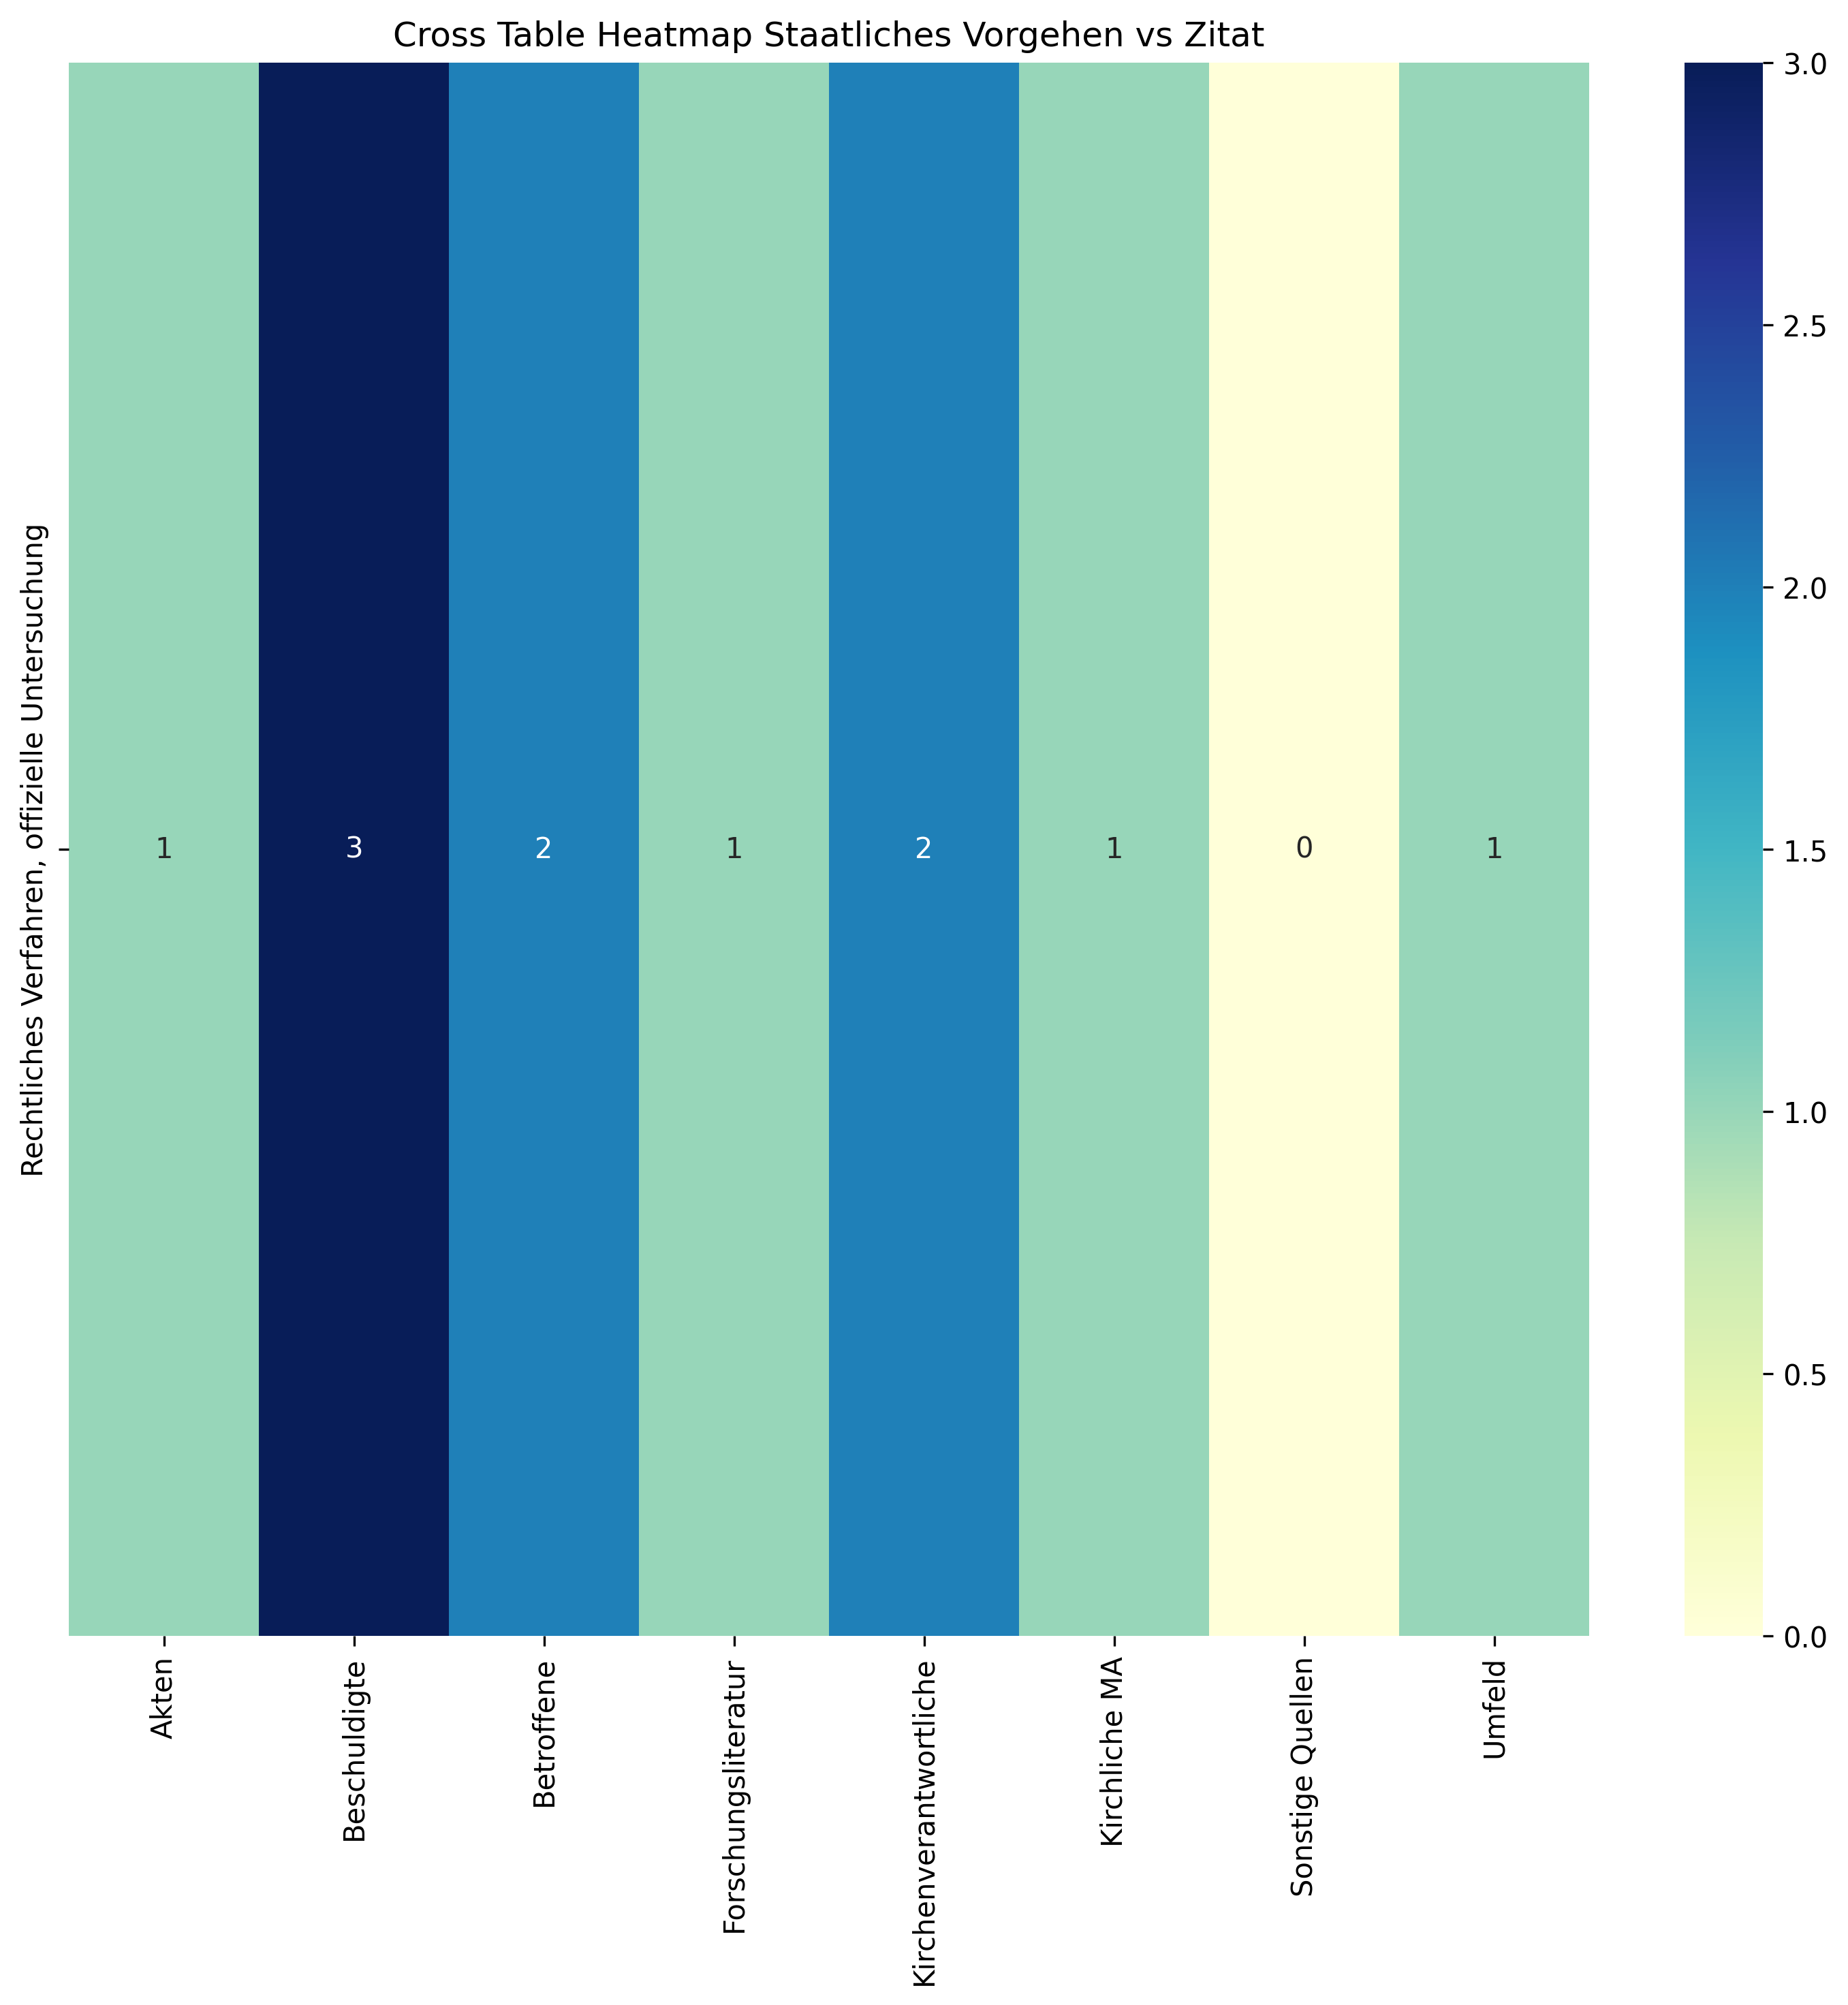 Cross Table Heatmap Staatliches Vorgehen vs Zitat
Rechtliches Verfahren, offizielle Untersuchung
1 3 2 1 2 1 0 1
Akten
Beschuldigte
Betroffene
Forschungsliteratur
Kirchenverantwortliche
Kirchliche MA
Sonstige Quellen
Umfeld
3.0
2.5
2.0
1.5
1.0
0.5
0.0